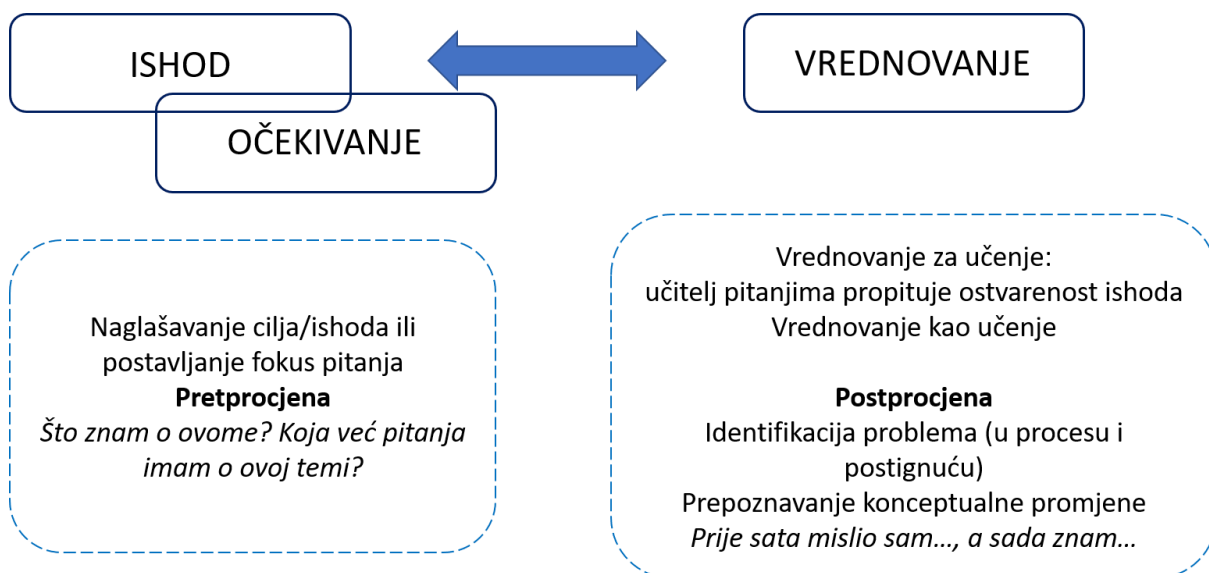 ISHOD
OČEKIVANJE
VREDNOVANJE
Naglašavanje cilja/ishoda ili
postavljanje fokus pitanja
Pretprocjena
Što znam o ovome? Koja već pitanja
imam o ovoj temi?
Vrednovanje za učenje:
učitelj pitanjima propituje ostvarenost ishoda
Vrednovanje kao učenje
Postprocjena
Identifikacija problema (u procesu i
postignuću)
Prepoznavanje konceptualne promjene
Prije sata mislio sam…, a sada znam…